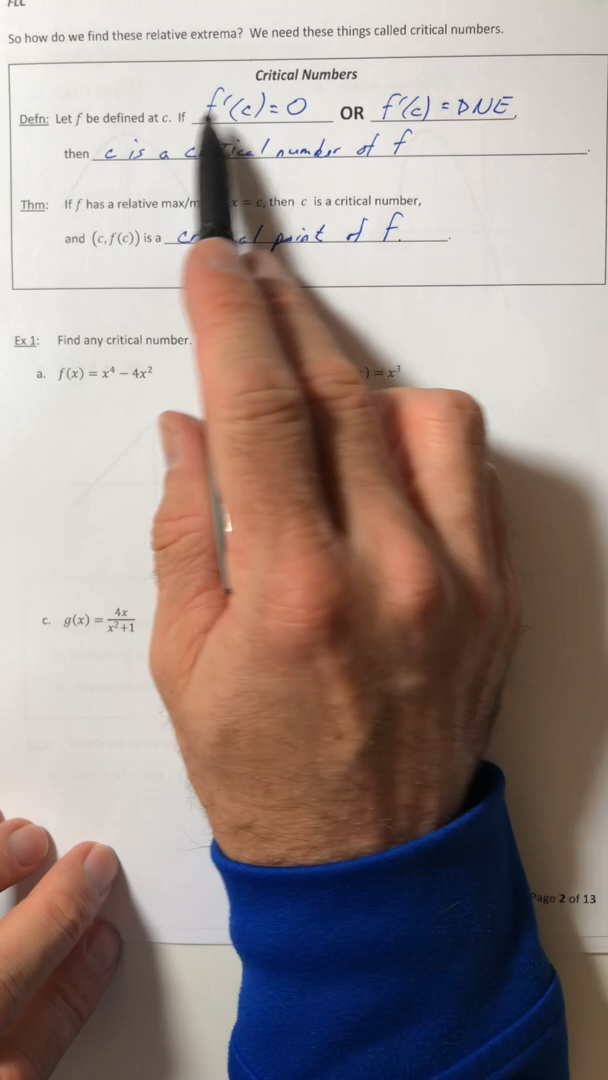 FLC
So how do we find these relative extrema? We need these things called critical numbers.
Critical Numbers
Defn: Let f be defined at c. If f'(c)=0 OR f'(c) = DNE,
then c is a critical number of f.
Thm: If f has a relative max/m x = c, then c is a critical number,
and (c, f(c)) is a critical point of f.
Ex 1: Find any critical number.
a. f(x) = x⁴ − 4x² ) = x³
c. g(x) = 4x/(x²+1)
Page 2 of 13